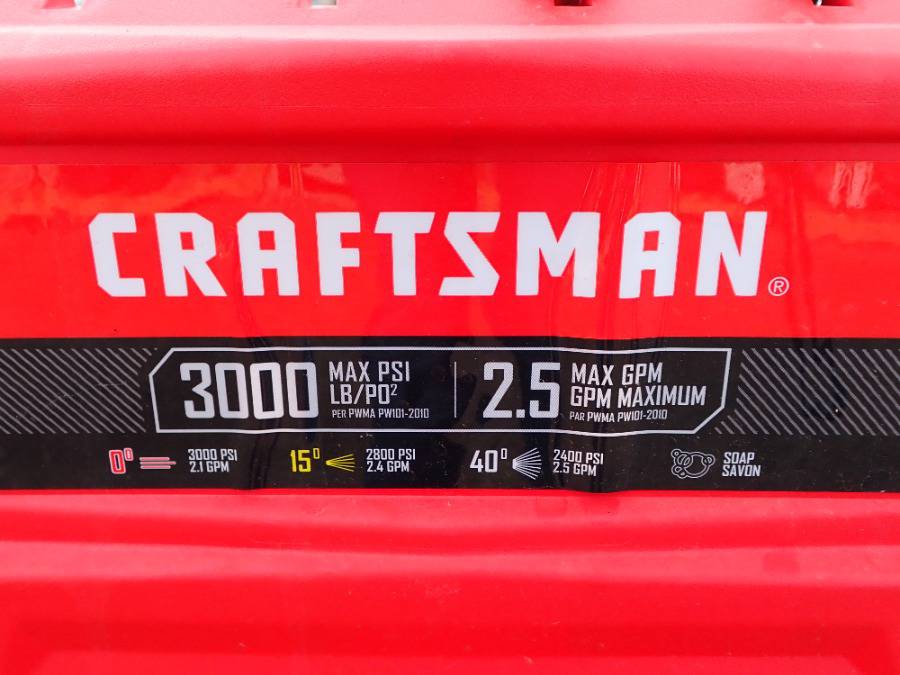 CRAFTSMAN®
3000 MAX PSI
LB/PO²
PER PWMA PW101-2010
2.5 MAX GPM
GPM MAXIMUM
PAR PWMA PW101-2010
0° 3000 PSI
2.1 GPM
15° 2800 PSI
2.4 GPM
40° 2400 PSI
2.5 GPM
SOAP
SAVON